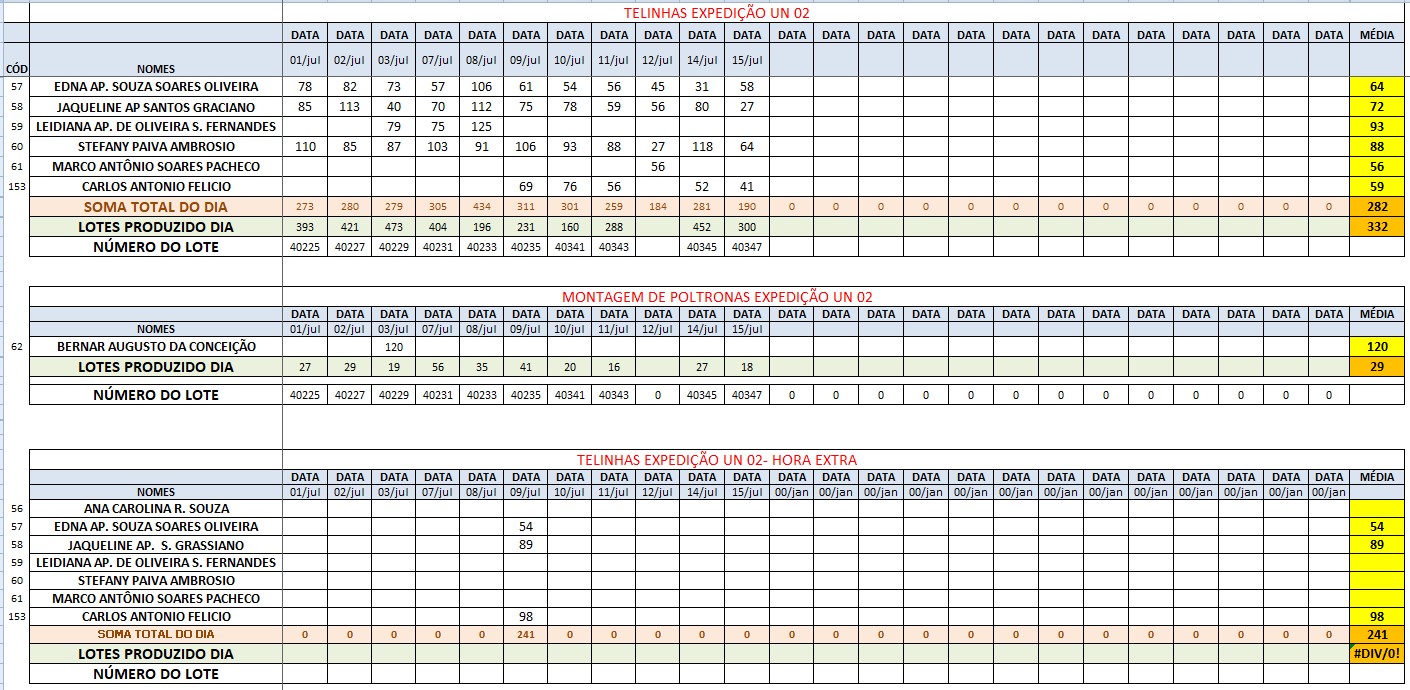 TELINHAS EXPEDIÇÃO UN 02
DATA DATA DATA DATA DATA DATA DATA DATA DATA DATA DATA DATA DATA DATA DATA DATA DATA DATA DATA DATA DATA DATA DATA DATA MÉDIA
CÓD NOMES 01/jul 02/jul 03/jul 07/jul 08/jul 09/jul 10/jul 11/jul 12/jul 14/jul 15/jul
57 EDNA AP. SOUZA SOARES OLIVEIRA 78 82 73 57 106 61 54 56 45 31 58 64
58 JAQUELINE AP SANTOS GRACIANO 85 113 40 70 112 75 78 59 56 80 27 72
59 LEIDIANA AP. DE OLIVEIRA S. FERNANDES 79 75 125 93
60 STEFANY PAIVA AMBROSIO 110 85 87 103 91 106 93 88 27 118 64 88
61 MARCO ANTÔNIO SOARES PACHECO 56 56
153 CARLOS ANTONIO FELICIO 69 76 56 52 41 59
SOMA TOTAL DO DIA 273 280 279 305 434 311 301 259 184 281 190 0 0 0 0 0 0 0 0 0 0 0 0 0 282
LOTES PRODUZIDO DIA 393 421 473 404 196 231 160 288 452 300 332
NÚMERO DO LOTE 40225 40227 40229 40231 40233 40235 40341 40343 40345 40347
MONTAGEM DE POLTRONAS EXPEDIÇÃO UN 02
DATA DATA DATA DATA DATA DATA DATA DATA DATA DATA DATA DATA DATA DATA DATA DATA DATA DATA DATA DATA DATA DATA DATA DATA MÉDIA
NOMES 01/jul 02/jul 03/jul 07/jul 08/jul 09/jul 10/jul 11/jul 12/jul 14/jul 15/jul
62 BERNAR AUGUSTO DA CONCEIÇÃO 120 120
LOTES PRODUZIDO DIA 27 29 19 56 35 41 20 16 27 18 29
NÚMERO DO LOTE 40225 40227 40229 40231 40233 40235 40341 40343 0 40345 40347 0 0 0 0 0 0 0 0 0 0 0 0 0
TELINHAS EXPEDIÇÃO UN 02- HORA EXTRA
DATA DATA DATA DATA DATA DATA DATA DATA DATA DATA DATA DATA DATA DATA DATA DATA DATA DATA DATA DATA DATA DATA DATA DATA MÉDIA
NOMES 01/jul 02/jul 03/jul 07/jul 08/jul 09/jul 10/jul 11/jul 12/jul 14/jul 15/jul 00/jan 00/jan 00/jan 00/jan 00/jan 00/jan 00/jan 00/jan 00/jan 00/jan 00/jan 00/jan 00/jan
56 ANA CAROLINA R. SOUZA
57 EDNA AP. SOUZA SOARES OLIVEIRA 54 54
58 JAQUELINE AP. S. GRASSIANO 89 89
59 LEIDIANA AP. DE OLIVEIRA S. FERNANDES
60 STEFANY PAIVA AMBROSIO
61 MARCO ANTÔNIO SOARES PACHECO
153 CARLOS ANTONIO FELICIO 98 98
SOMA TOTAL DO DIA 0 0 0 0 0 241 0 0 0 0 0 0 0 0 0 0 0 0 0 0 0 0 0 0 241
LOTES PRODUZIDO DIA #DIV/0!
NÚMERO DO LOTE